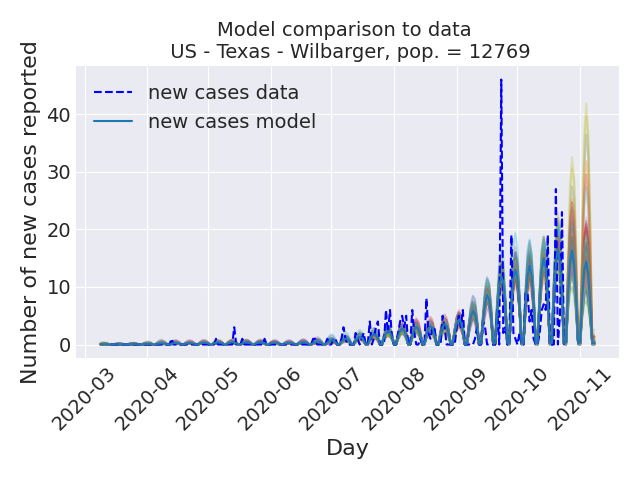 Model comparison to data
US - Texas - Wilbarger, pop. = 12769
Number of new cases reported
40
30
20
10
0
new cases data
new cases model
2020-03
2020-04
2020-05
2020-06
2020-07
2020-08
2020-09
2020-10
2020-11
Day